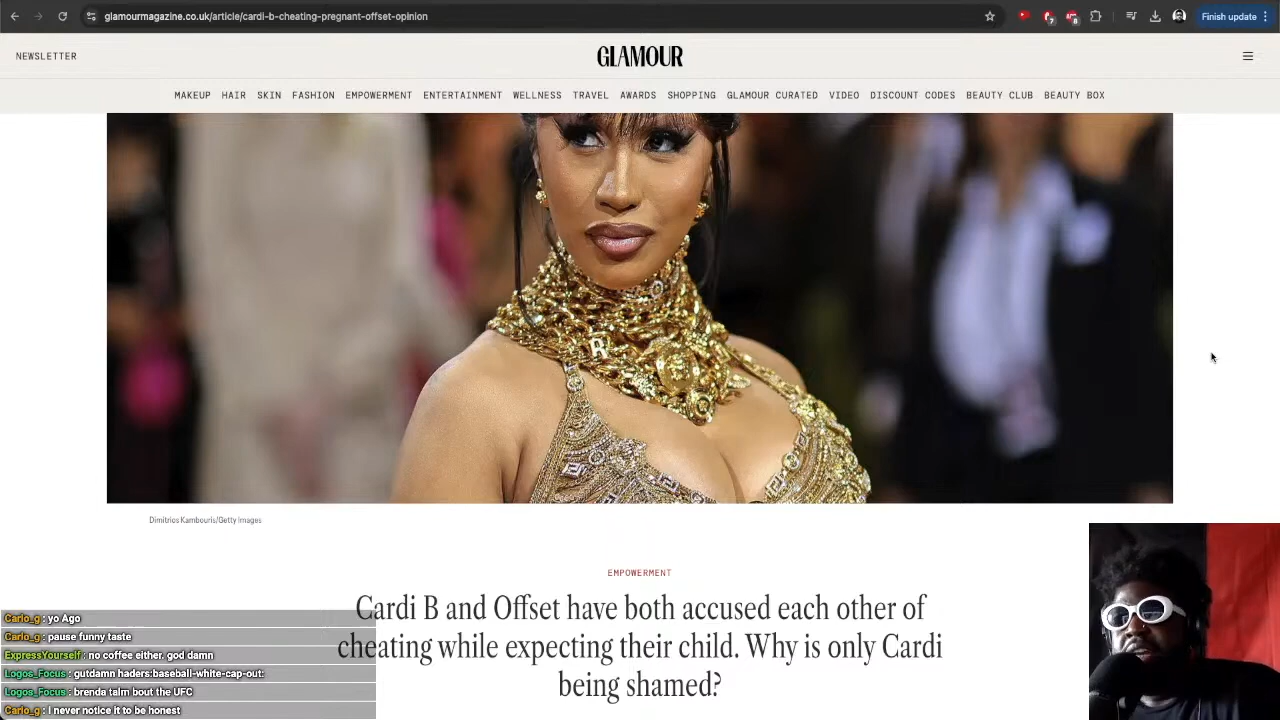 glamourmagazine.co.uk/article/cardi-b-cheating-pregnant-offset-opinion
7
8
Finish update
NEWSLETTER
GLAMOUR
MAKEUP HAIR SKIN FASHION EMPOWERMENT ENTERTAINMENT WELLNESS TRAVEL AWARDS SHOPPING GLAMOUR CURATED VIDEO DISCOUNT CODES BEAUTY CLUB BEAUTY BOX
R
Dimitrios Kambouris/Getty Images
EMPOWERMENT
Cardi B and Offset have both accused each other of
cheating while expecting their child. Why is only Cardi
being shamed?
Carlo_g : yo Ago
Carlo_g : pause funny taste
ExpressYourself : no coffee either. god damn
Logos_Focus : gutdamn haders:baseball-white-cap-out:
Logos_Focus : brenda talm bout the UFC
Carlo_g : I never notice it to be honest